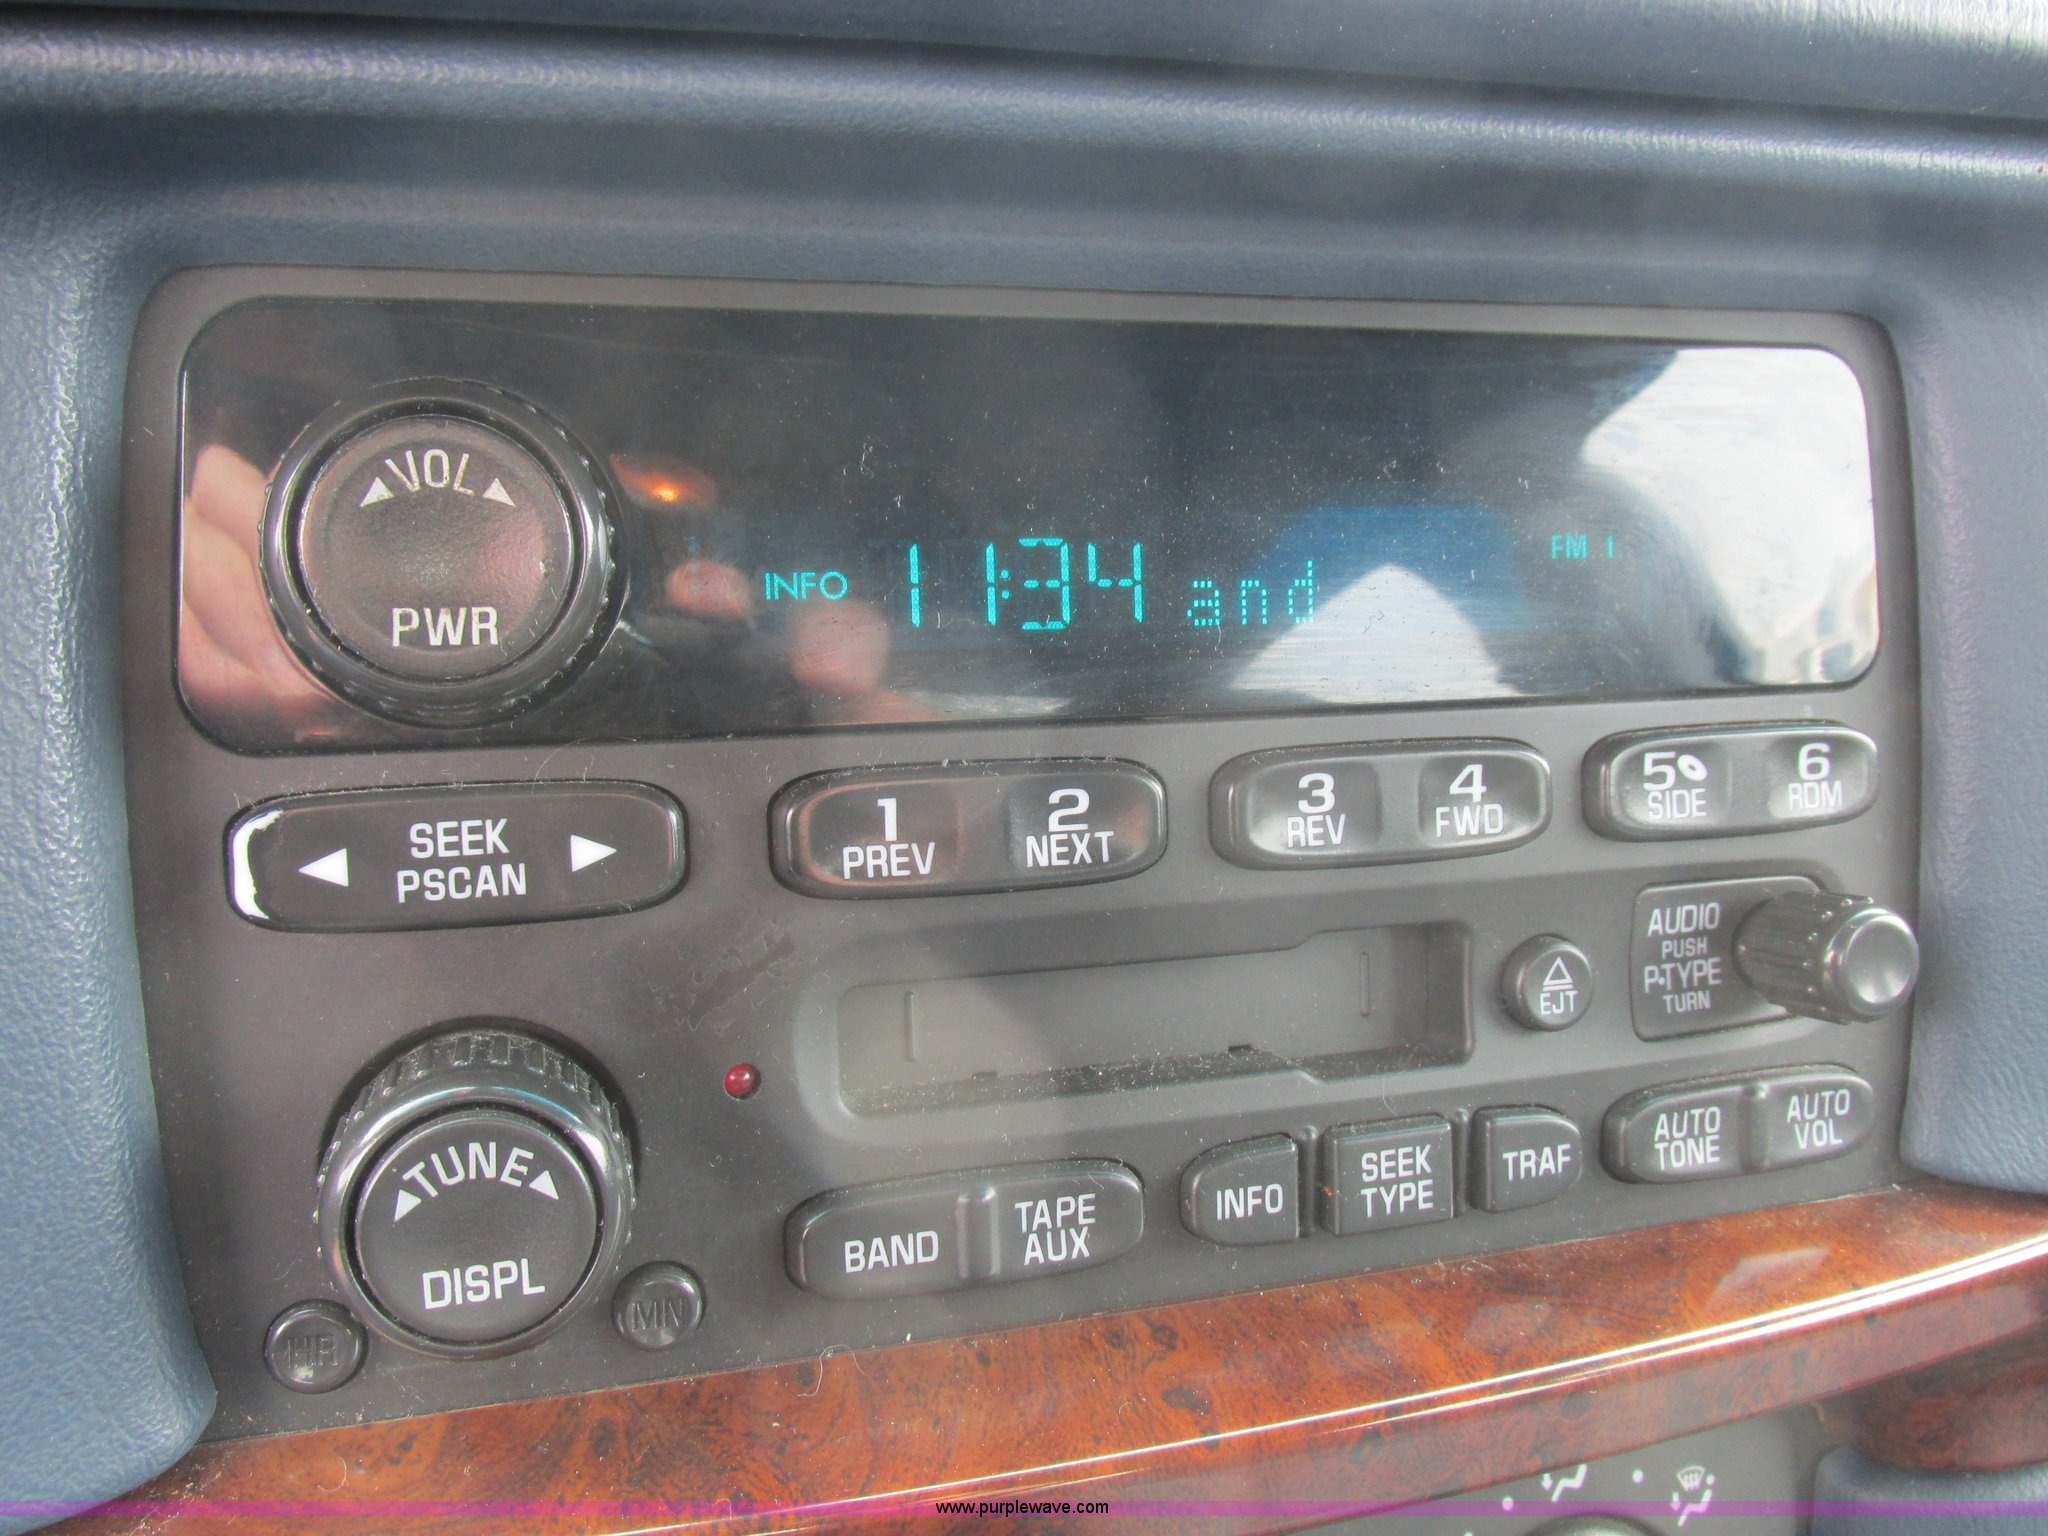 VOL
PWR
INFO 11:34 and FM 1
SEEK
PSCAN
1
PREV
2
NEXT
3
REV
4
FWD
5
SIDE
6
RDM
AUDIO
PUSH
P-TYPE
TURN
EJT
TUNE
DISPL
HR
MIN
BAND
TAPE
AUX
INFO
SEEK
TYPE
TRAF
AUTO
TONE
AUTO
VOL
www.purplewave.com